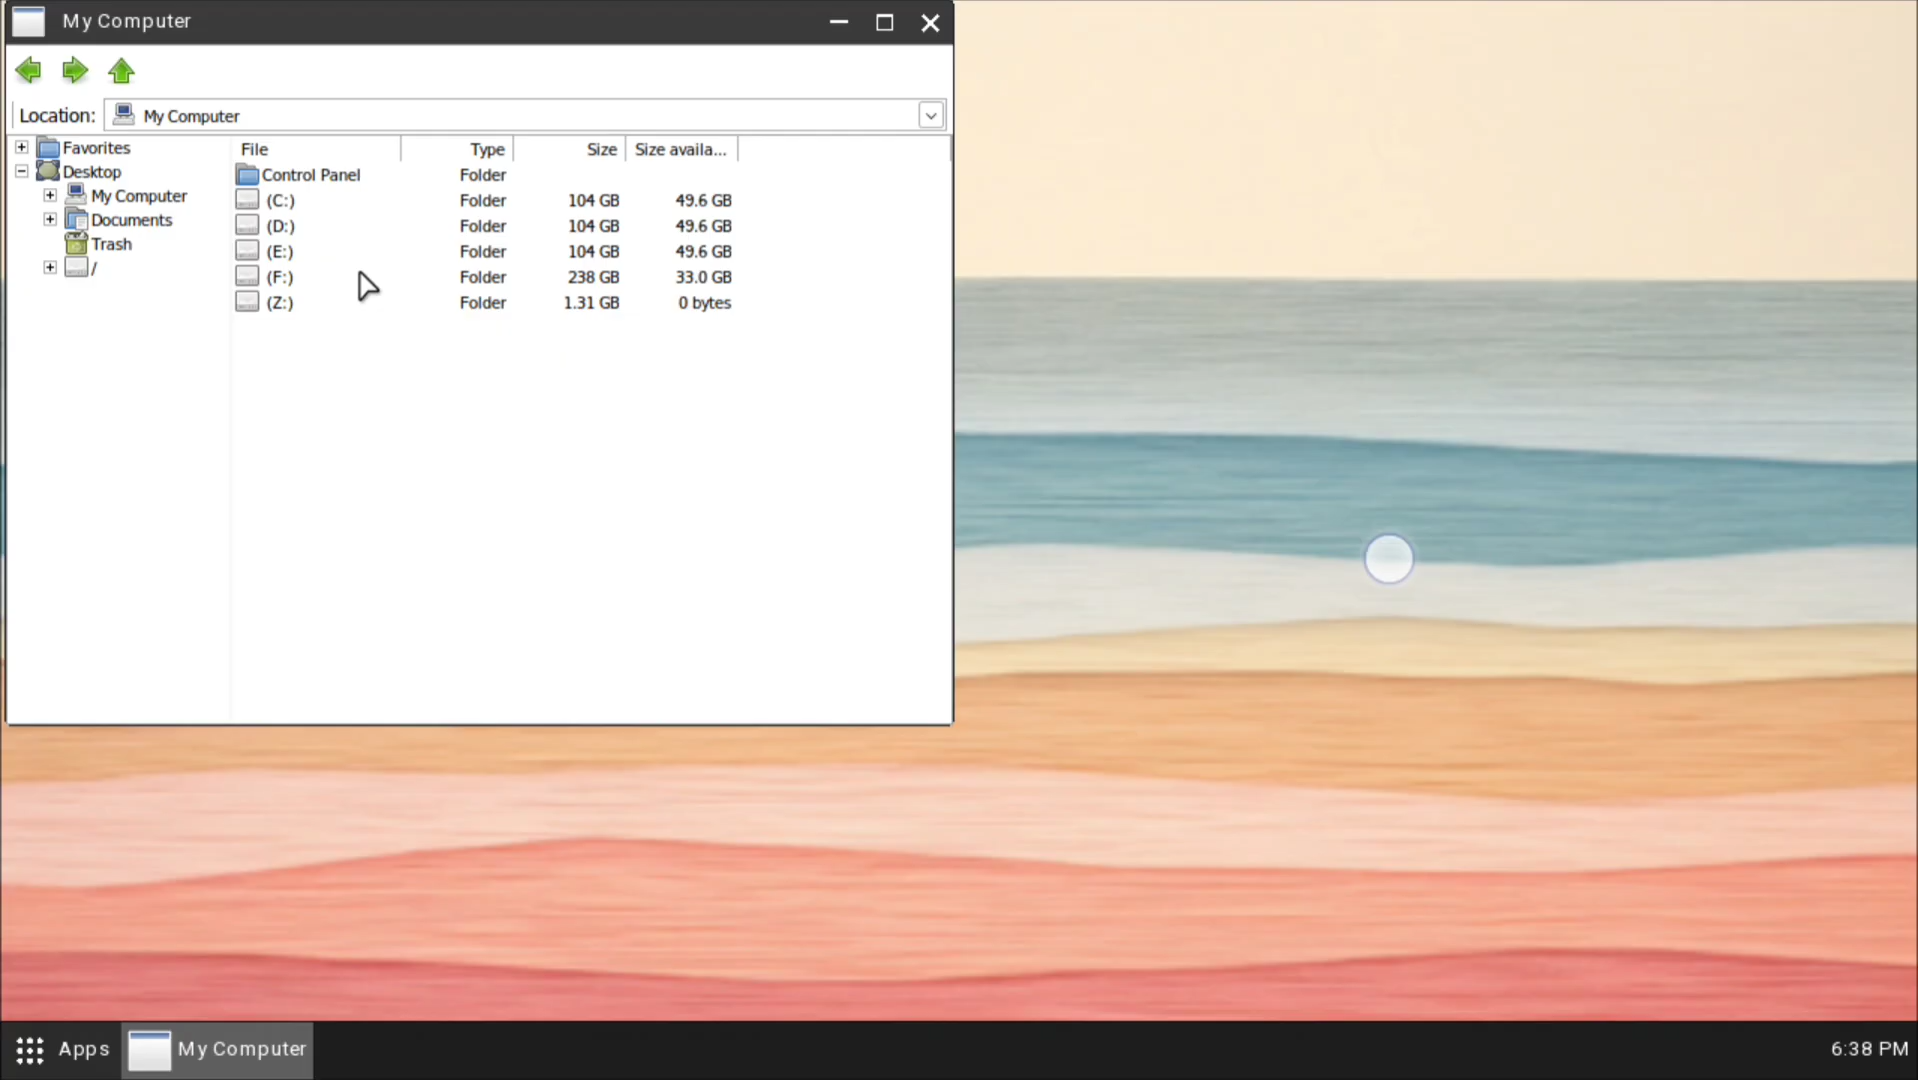 My Computer
Location: My Computer
Favorites
Desktop
My Computer
Documents
Trash
/
File Type Size Size availa...
Control Panel Folder
(C:) Folder 104 GB 49.6 GB
(D:) Folder 104 GB 49.6 GB
(E:) Folder 104 GB 49.6 GB
(F:) Folder 238 GB 33.0 GB
(Z:) Folder 1.31 GB 0 bytes
Apps My Computer 6:38 PM